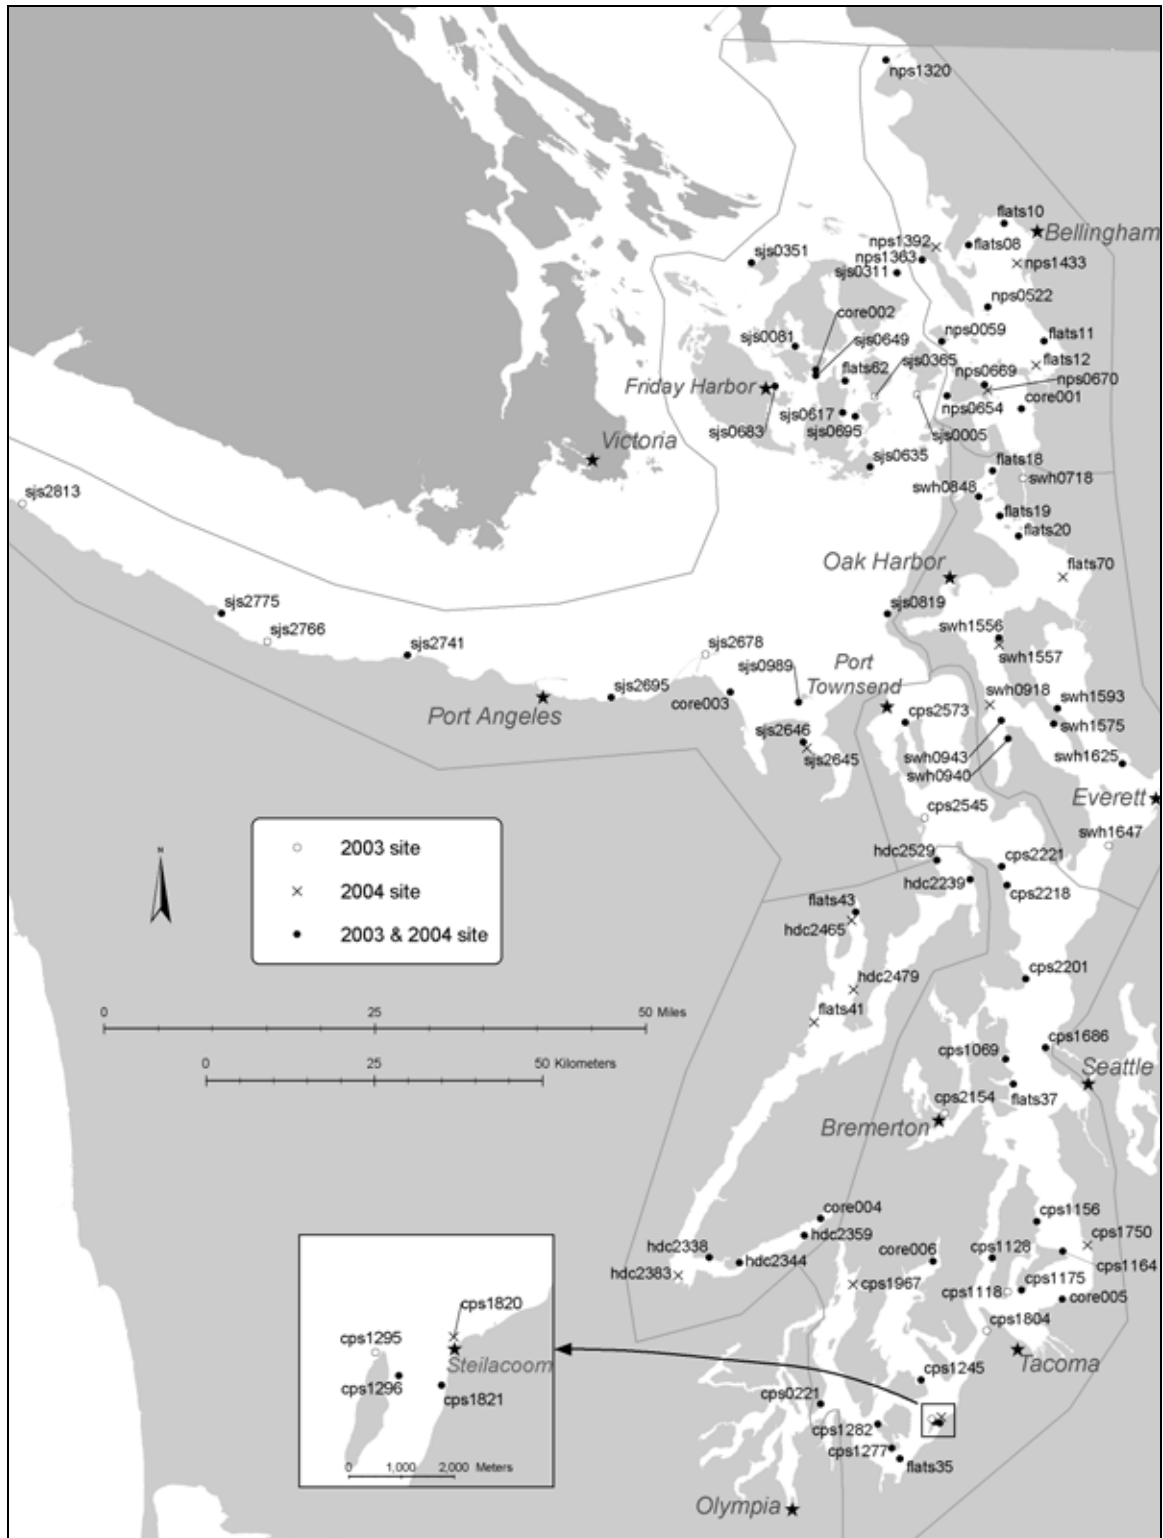 nps1320
flats10
Bellingham
nps1392
flats08
nps1363
nps1433
sjs0351
sjs0311
core002
nps0522
sjs0081
sjs0649
nps0059
flats11
sjs0365
flats62
flats12
nps0669
Friday Harbor
nps0670
nps0654
core001
sjs0617
sjs0683
sjs0695
sjs0005
Victoria
sjs0635
flats18
swh0718
sjs2813
swh0848
flats19
flats20
Oak Harbor
flats70
sjs2775
sjs0819
sjs2766
swh1556
sjs2741
sjs2678
swh1557
sjs0989
Port
Townsend
swh0918
sjs2695
core003
swh1593
Port Angeles
cps2573
swh1575
sjs2646
swh0943
sjs2645
swh1625
swh0940
Everett
cps2545
swh1647
N
2003 site
2004 site
2003 & 2004 site
hdc2529
cps2221
hdc2239
cps2218
flats43
hdc2465
cps2201
hdc2479
flats41
0 25 50 Miles
0 25 50 Kilometers
cps1686
cps1069
Seattle
cps2154
flats37
Bremerton
core004
cps1156
hdc2359
cps1750
hdc2338
core006
cps1128
hdc2344
cps1164
hdc2383
cps1967
cps1175
cps1118
core005
cps1804
Tacoma
cps1820
cps1295
Steilacoom
cps1296
cps1821
0 1,000 2,000 Meters
cps1245
cps0221
cps1282
cps1277
flats35
Olympia